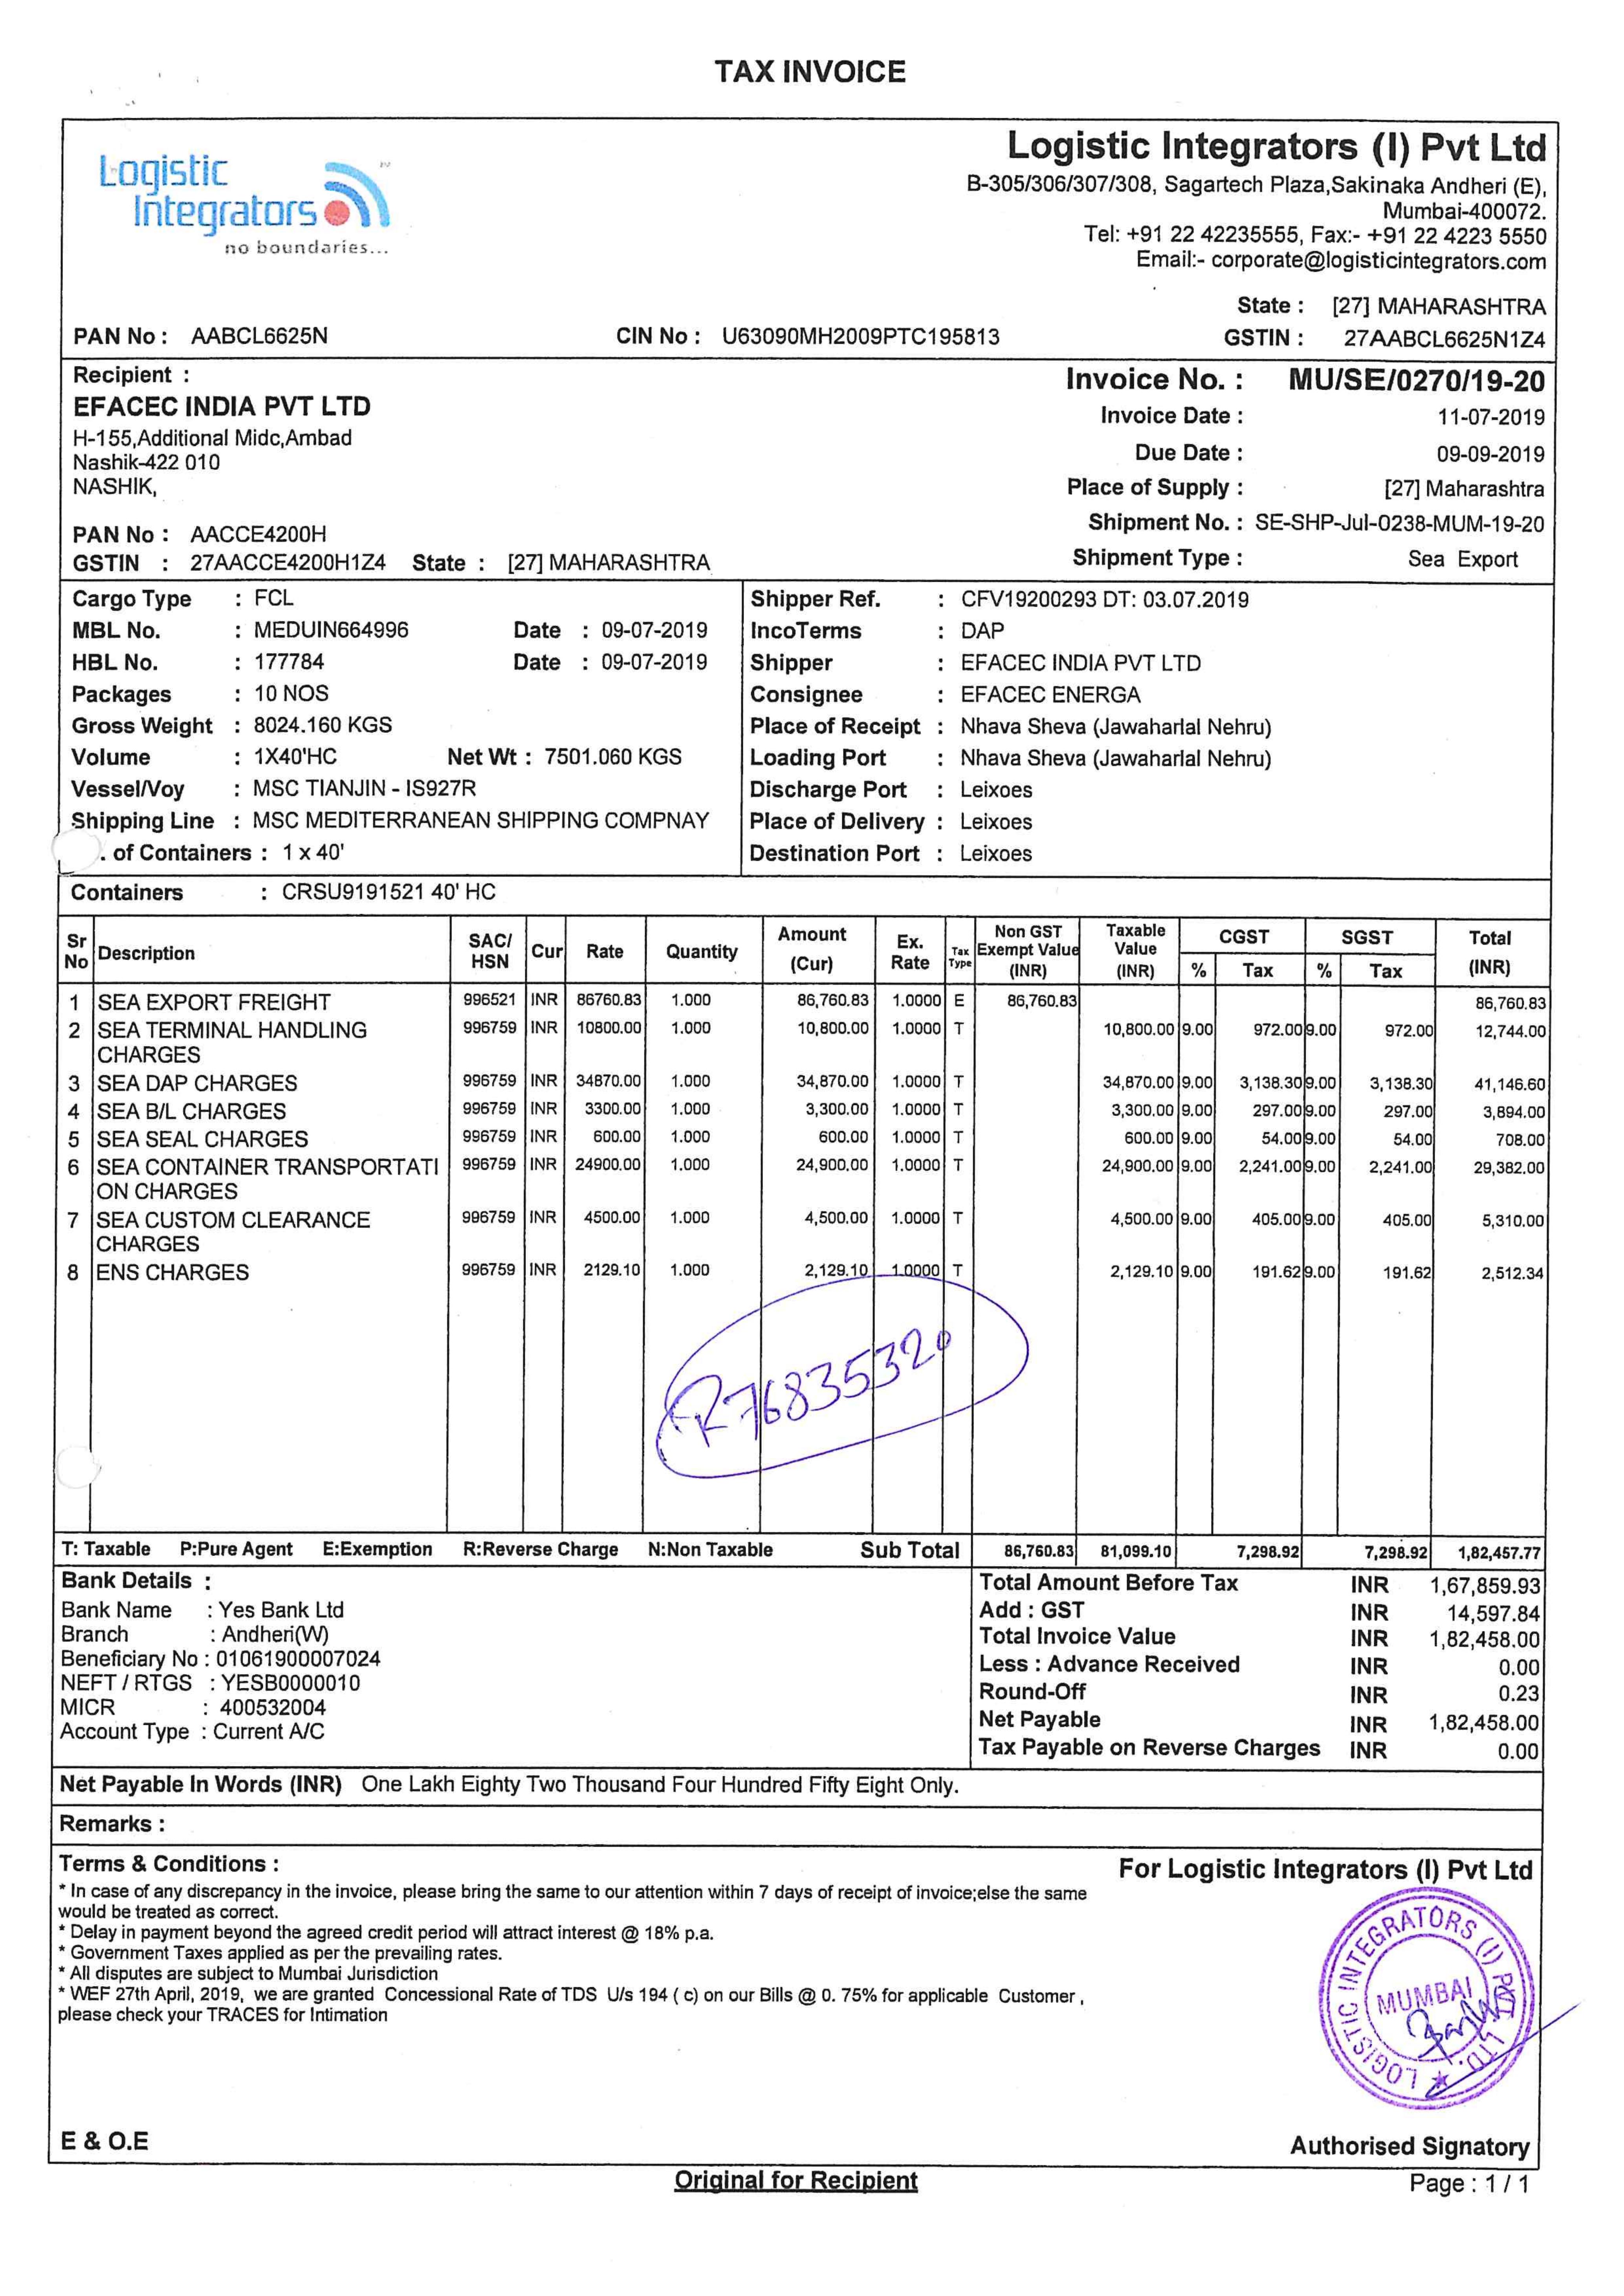 TAX INVOICE
Logistic
Integrators
no boundaries...
Logistic Integrators (I) Pvt Ltd
B-305/306/307/308, Sagartech Plaza,Sakinaka Andheri (E),
Mumbai-400072.
Tel: +91 22 42235555, Fax:- +91 22 4223 5550
Email:- corporate@logisticintegrators.com
State : [27] MAHARASHTRA
PAN No : AABCL6625N CIN No : U63090MH2009PTC195813 GSTIN : 27AABCL6625N1Z4
Recipient :
EFACEC INDIA PVT LTD
H-155,Additional Midc,Ambad
Nashik-422 010
NASHIK,
PAN No : AACCE4200H
GSTIN : 27AACCE4200H1Z4 State : [27] MAHARASHTRA
Invoice No. : MU/SE/0270/19-20
Invoice Date : 11-07-2019
Due Date : 09-09-2019
Place of Supply : [27] Maharashtra
Shipment No. : SE-SHP-Jul-0238-MUM-19-20
Shipment Type : Sea Export
Cargo Type : FCL
MBL No. : MEDUIN664996 Date : 09-07-2019
HBL No. : 177784 Date : 09-07-2019
Packages : 10 NOS
Gross Weight : 8024.160 KGS
Volume : 1X40'HC Net Wt : 7501.060 KGS
Vessel/Voy : MSC TIANJIN - IS927R
Shipping Line : MSC MEDITERRANEAN SHIPPING COMPNAY
. of Containers : 1 x 40'
Shipper Ref. : CFV19200293 DT: 03.07.2019
IncoTerms : DAP
Shipper : EFACEC INDIA PVT LTD
Consignee : EFACEC ENERGA
Place of Receipt : Nhava Sheva (Jawaharlal Nehru)
Loading Port : Nhava Sheva (Jawaharlal Nehru)
Discharge Port : Leixoes
Place of Delivery : Leixoes
Destination Port : Leixoes
Containers : CRSU9191521 40' HC
Sr No Description SAC/ HSN Cur Rate Quantity Amount (Cur) Ex. Rate Tax Type Non GST Exempt Value (INR) Taxable Value (INR) CGST % Tax SGST % Tax Total (INR)
1 SEA EXPORT FREIGHT 996521 INR 86760.83 1.000 86,760.83 1.0000 E 86,760.83 86,760.83
2 SEA TERMINAL HANDLING 996759 INR 10800.00 1.000 10,800.00 1.0000 T 10,800.00 9.00 972.00 9.00 972.00 12,744.00
CHARGES
3 SEA DAP CHARGES 996759 INR 34870.00 1.000 34,870.00 1.0000 T 34,870.00 9.00 3,138.30 9.00 3,138.30 41,146.60
4 SEA B/L CHARGES 996759 INR 3300.00 1.000 3,300.00 1.0000 T 3,300.00 9.00 297.00 9.00 297.00 3,894.00
5 SEA SEAL CHARGES 996759 INR 600.00 1.000 600.00 1.0000 T 600.00 9.00 54.00 9.00 54.00 708.00
6 SEA CONTAINER TRANSPORTATI 996759 INR 24900.00 1.000 24,900.00 1.0000 T 24,900.00 9.00 2,241.00 9.00 2,241.00 29,382.00
ON CHARGES
7 SEA CUSTOM CLEARANCE 996759 INR 4500.00 1.000 4,500.00 1.0000 T 4,500.00 9.00 405.00 9.00 405.00 5,310.00
CHARGES
8 ENS CHARGES 996759 INR 2129.10 1.000 2,129.10 1.0000 T 2,129.10 9.00 191.62 9.00 191.62 2,512.34
R76835320
T: Taxable P:Pure Agent E:Exemption R:Reverse Charge N:Non Taxable Sub Total 86,760.83 81,099.10 7,298.92 7,298.92 1,82,457.77
Bank Details :
Bank Name : Yes Bank Ltd
Branch : Andheri(W)
Beneficiary No : 01061900007024
NEFT / RTGS : YESB0000010
MICR : 400532004
Account Type : Current A/C
Total Amount Before Tax INR 1,67,859.93
Add : GST INR 14,597.84
Total Invoice Value INR 1,82,458.00
Less : Advance Received INR 0.00
Round-Off INR 0.23
Net Payable INR 1,82,458.00
Tax Payable on Reverse Charges INR 0.00
Net Payable In Words (INR) One Lakh Eighty Two Thousand Four Hundred Fifty Eight Only.
Remarks :
Terms & Conditions :
* In case of any discrepancy in the invoice, please bring the same to our attention within 7 days of receipt of invoice;else the same
would be treated as correct.
* Delay in payment beyond the agreed credit period will attract interest @ 18% p.a.
* Government Taxes applied as per the prevailing rates.
* All disputes are subject to Mumbai Jurisdiction
* WEF 27th April, 2019, we are granted Concessional Rate of TDS U/s 194 ( c) on our Bills @ 0. 75% for applicable Customer ,
please check your TRACES for Intimation
For Logistic Integrators (I) Pvt Ltd
LOGISTIC INTEGRATORS (I) PVT. LTD.
MUMBAI
E & O.E
Authorised Signatory
Original for Recipient
Page : 1 / 1